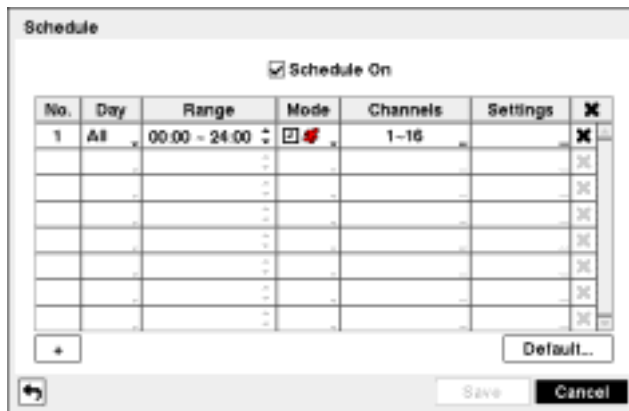 Schedule
Schedule On
No. Day Range Mode Channels Settings
1 All 00:00 ~ 24:00 1~16
+ Default...
Save Cancel